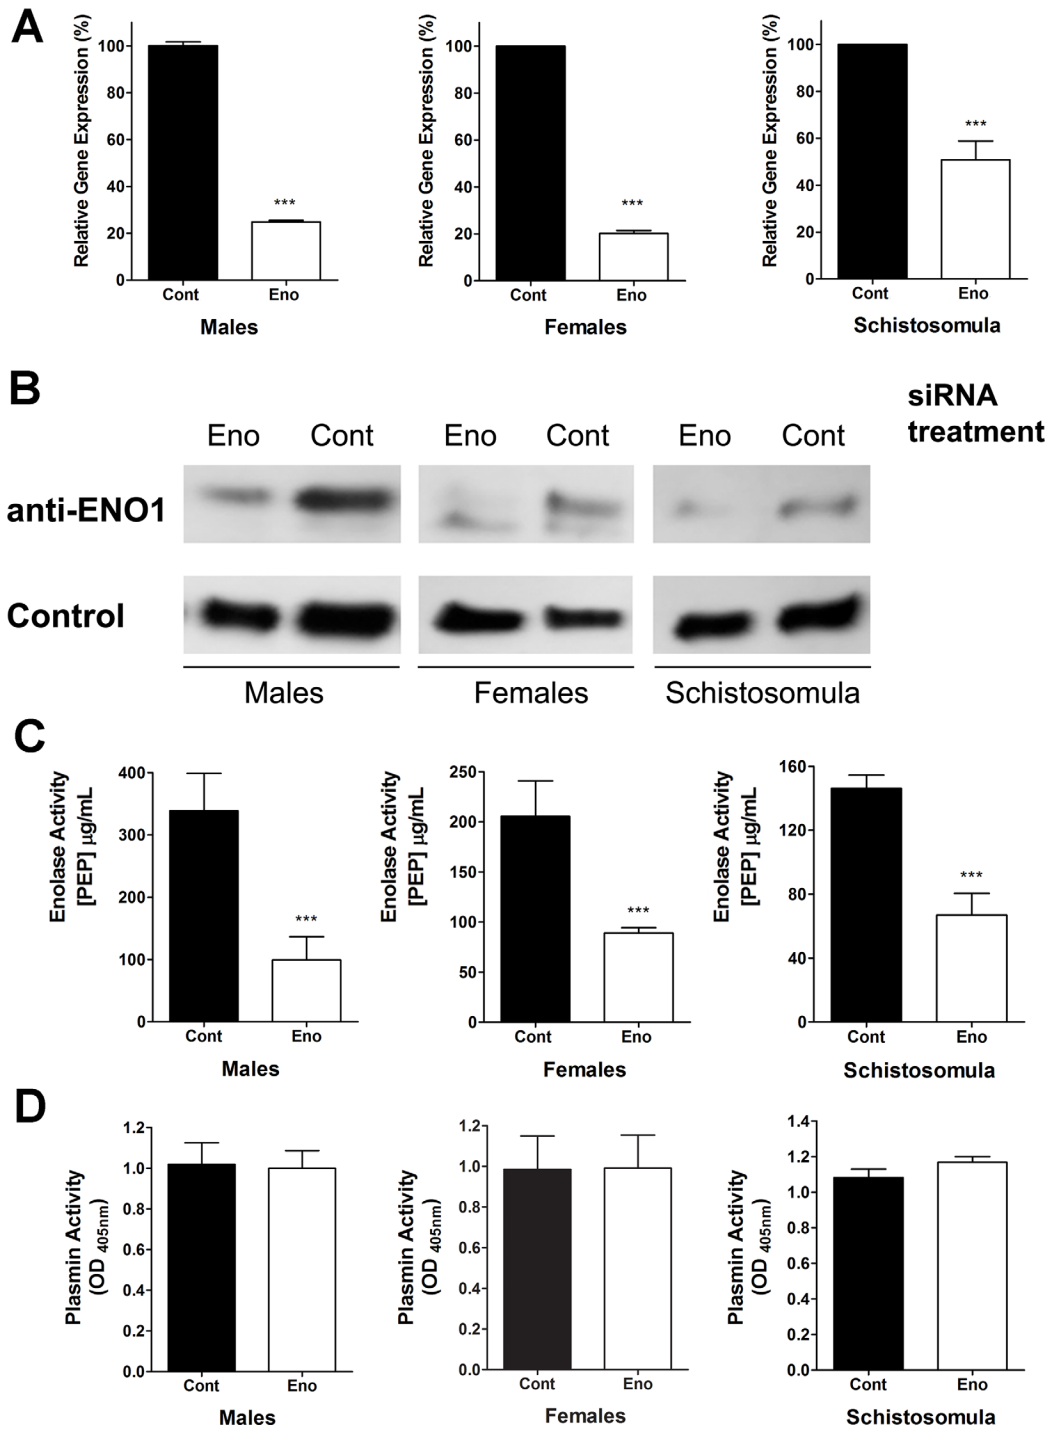 A
Relative Gene Expression (%)
100
80
60
40
20
0
***
Cont Eno
Males
Relative Gene Expression (%)
100
80
60
40
20
0
***
Cont Eno
Females
Relative Gene Expression (%)
100
80
60
40
20
0
***
Cont Eno
Schistosomula
B
siRNA
treatment
Eno Cont Eno Cont Eno Cont
anti-ENO1
Control
Males Females Schistosomula
C
Enolase Activity
[PEP] µg/mL
400
300
200
100
0
***
Cont Eno
Males
Enolase Activity
[PEP] µg/mL
250
200
150
100
50
0
***
Cont Eno
Females
Enolase Activity
[PEP] µg/mL
160
120
80
40
0
***
Cont Eno
Schistosomula
D
Plasmin Activity
(OD 405nm)
1.2
1.0
0.8
0.6
0.4
0.2
0.0
Cont Eno
Males
Plasmin Activity
(OD 405nm)
1.2
1.0
0.8
0.6
0.4
0.2
0.0
Cont Eno
Females
Plasmin Activity
(OD 405nm)
1.4
1.2
1.0
0.8
0.6
0.4
0.2
0.0
Cont Eno
Schistosomula